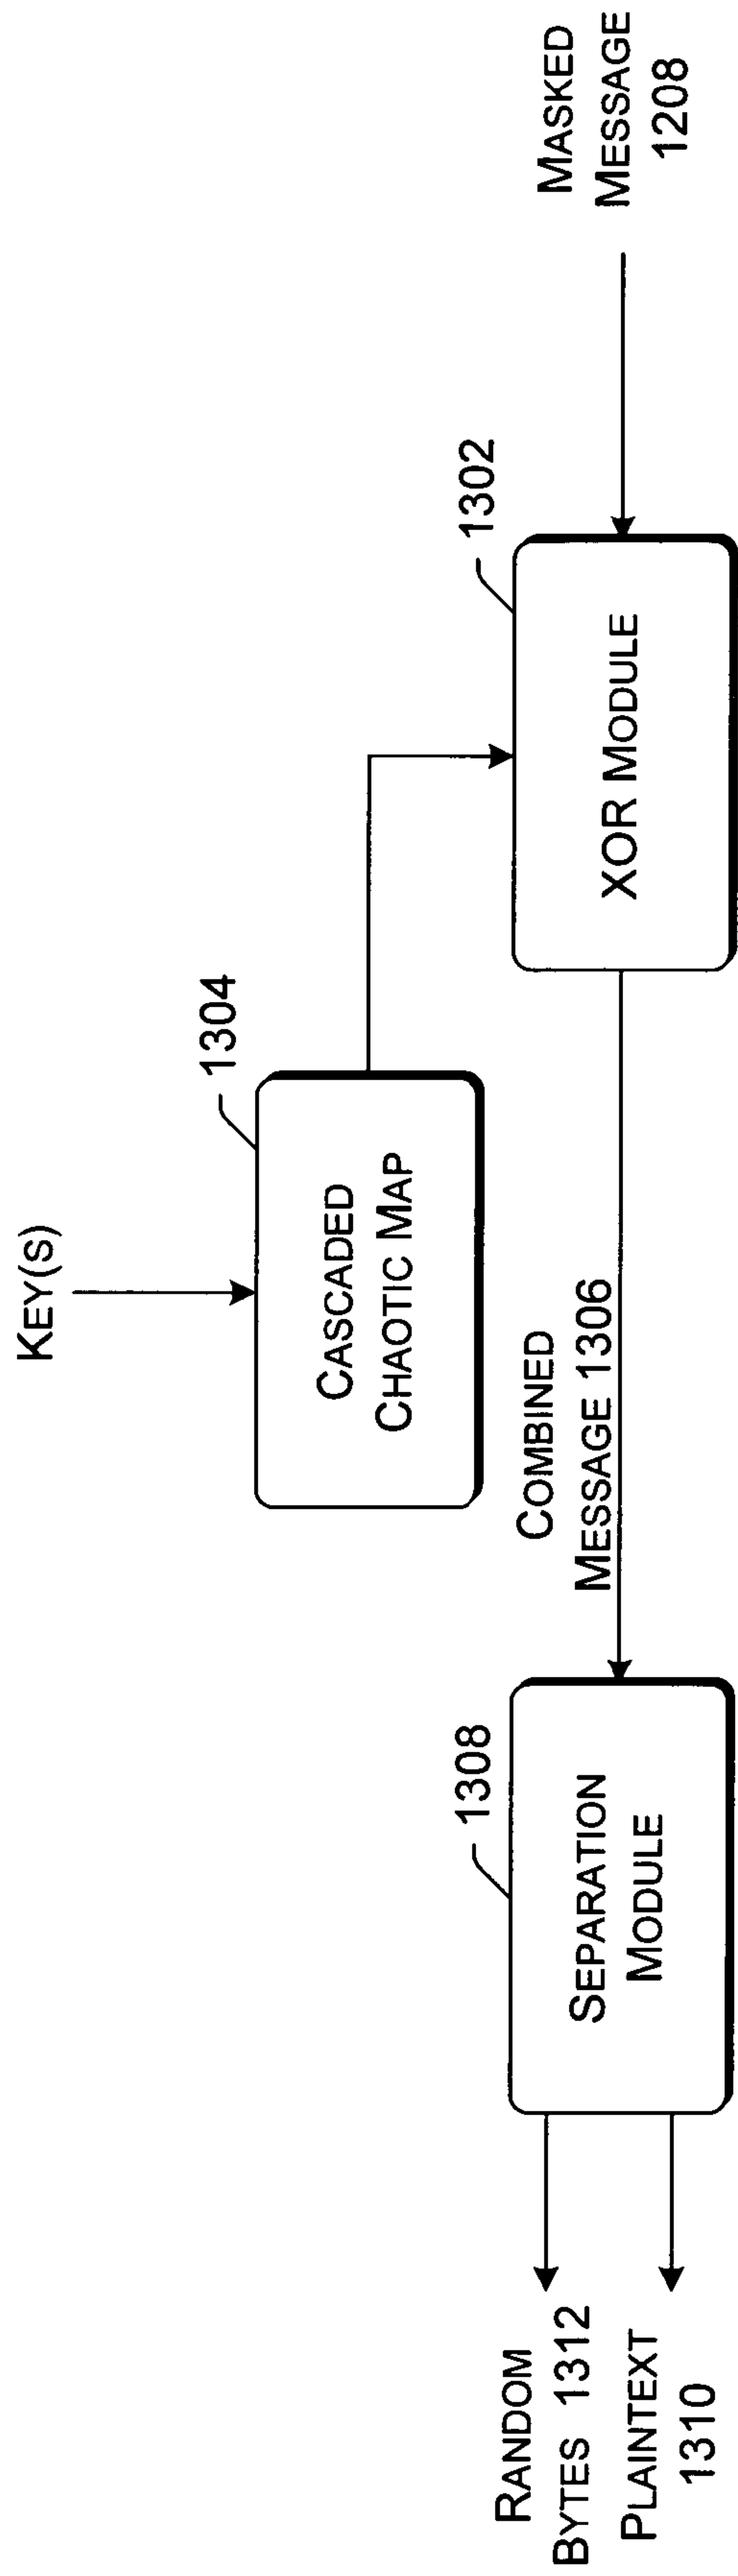 KEY(S)
1304
CASCADED
CHAOTIC MAP
1302
XOR MODULE
MASKED
MESSAGE
1208
COMBINED
MESSAGE 1306
1308
SEPARATION
MODULE
RANDOM
BYTES 1312
PLAINTEXT
1310